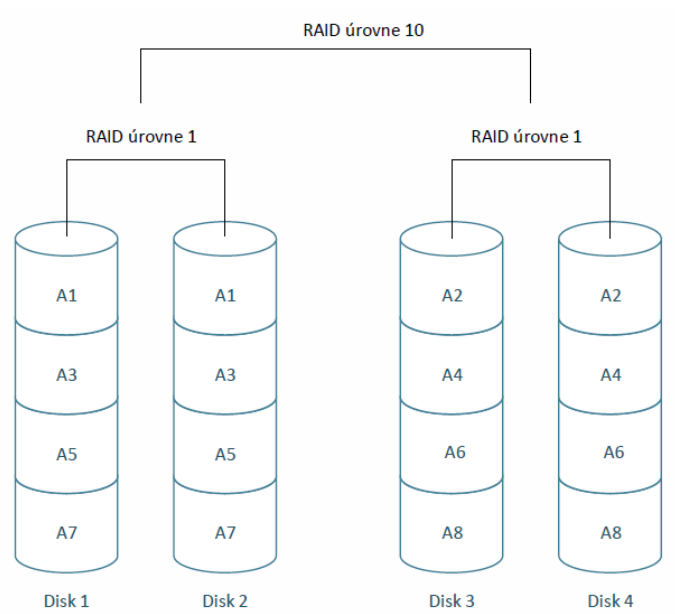 RAID úrovne 10
RAID úrovne 1 RAID úrovne 1
A1 A1 A2 A2
A3 A3 A4 A4
A5 A5 A6 A6
A7 A7 A8 A8
Disk 1 Disk 2 Disk 3 Disk 4